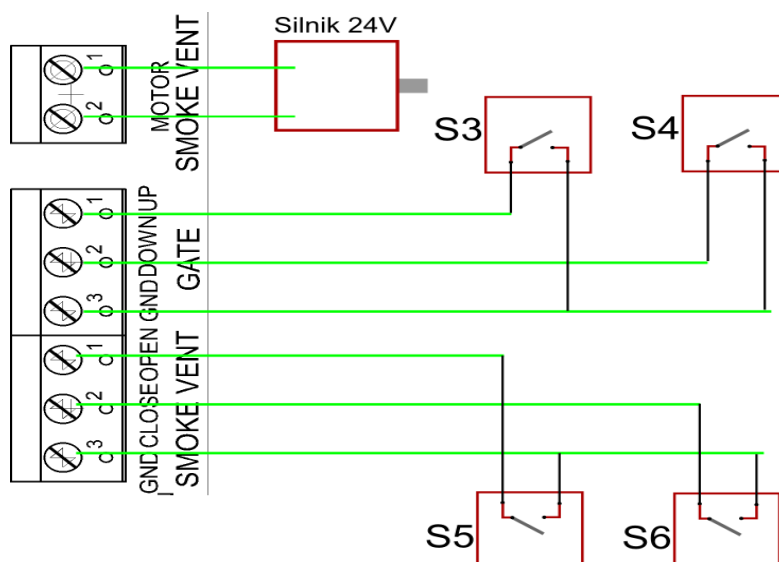 Silnik 24V
1
2
MOTOR
SMOKE VENT
S3
S4
1
2
3
UP
DOWN
GND
GATE
1
2
3
OPEN
CLOSE
GND
SMOKE VENT
S5
S6